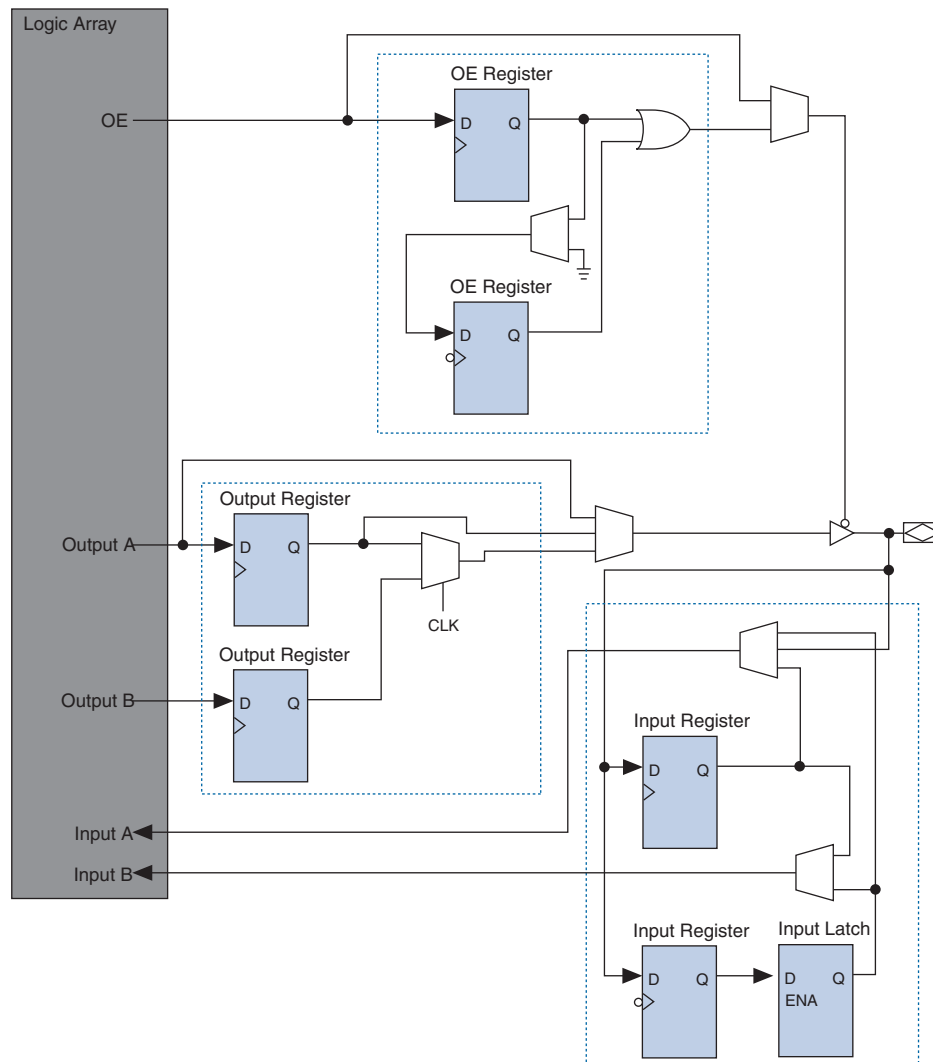 Logic Array
OE Register
OE
D Q
OE Register
D Q
Output Register
Output A
D Q
CLK
Output Register
Output B
D Q
Input Register
D Q
Input A
Input B
Input Register
Input Latch
D Q
D Q
ENA